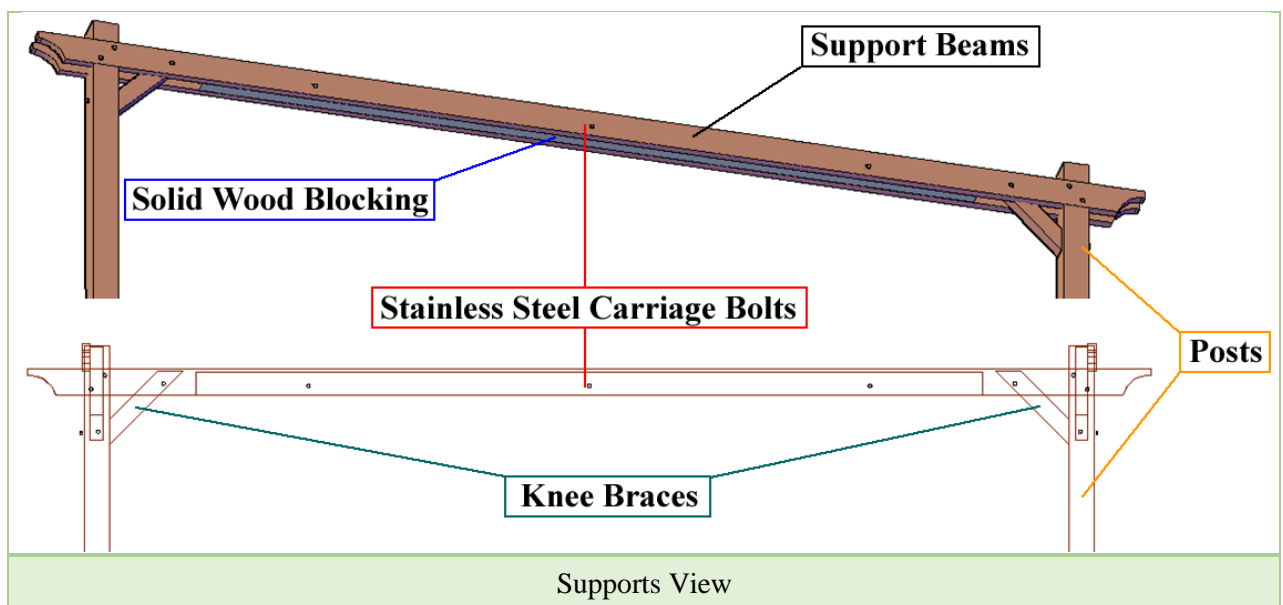 Support Beams
Solid Wood Blocking
Stainless Steel Carriage Bolts
Posts
Knee Braces
Supports View